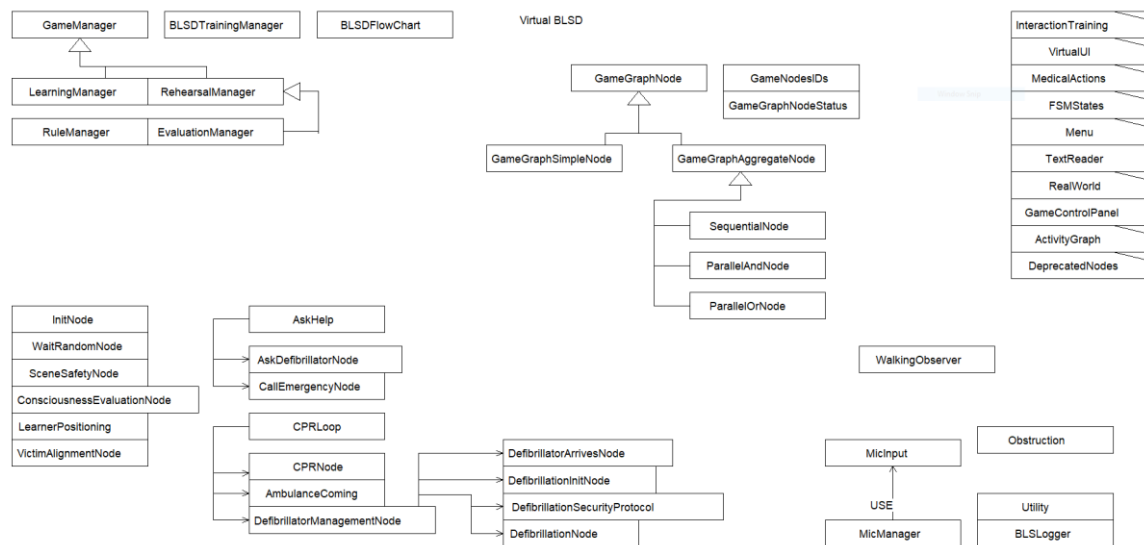 Virtual BLSD
GameManager
BLSDTrainingManager
BLSDFlowChart
LearningManager
RehearsalManager
RuleManager
EvaluationManager
GameGraphNode
GameNodesIDs
GameGraphNodeStatus
GameGraphSimpleNode
GameGraphAggregateNode
SequentialNode
ParallelAndNode
ParallelOrNode
InteractionTraining
VirtualUI
MedicalActions
FSMStates
Menu
TextReader
RealWorld
GameControlPanel
ActivityGraph
DeprecatedNodes
InitNode
WaitRandomNode
SceneSafetyNode
ConsciousnessEvaluationNode
LearnerPositioning
VictimAlignmentNode
AskHelp
AskDefibrillatorNode
CallEmergencyNode
CPRLoop
CPRNode
AmbulanceComing
DefibrillatorManagementNode
DefibrillatorArrivesNode
DefibrillationInitNode
DefibrillationSecurityProtocol
DefibrillationNode
WalkingObserver
MicInput
USE
MicManager
Obstruction
Utility
BLSLogger